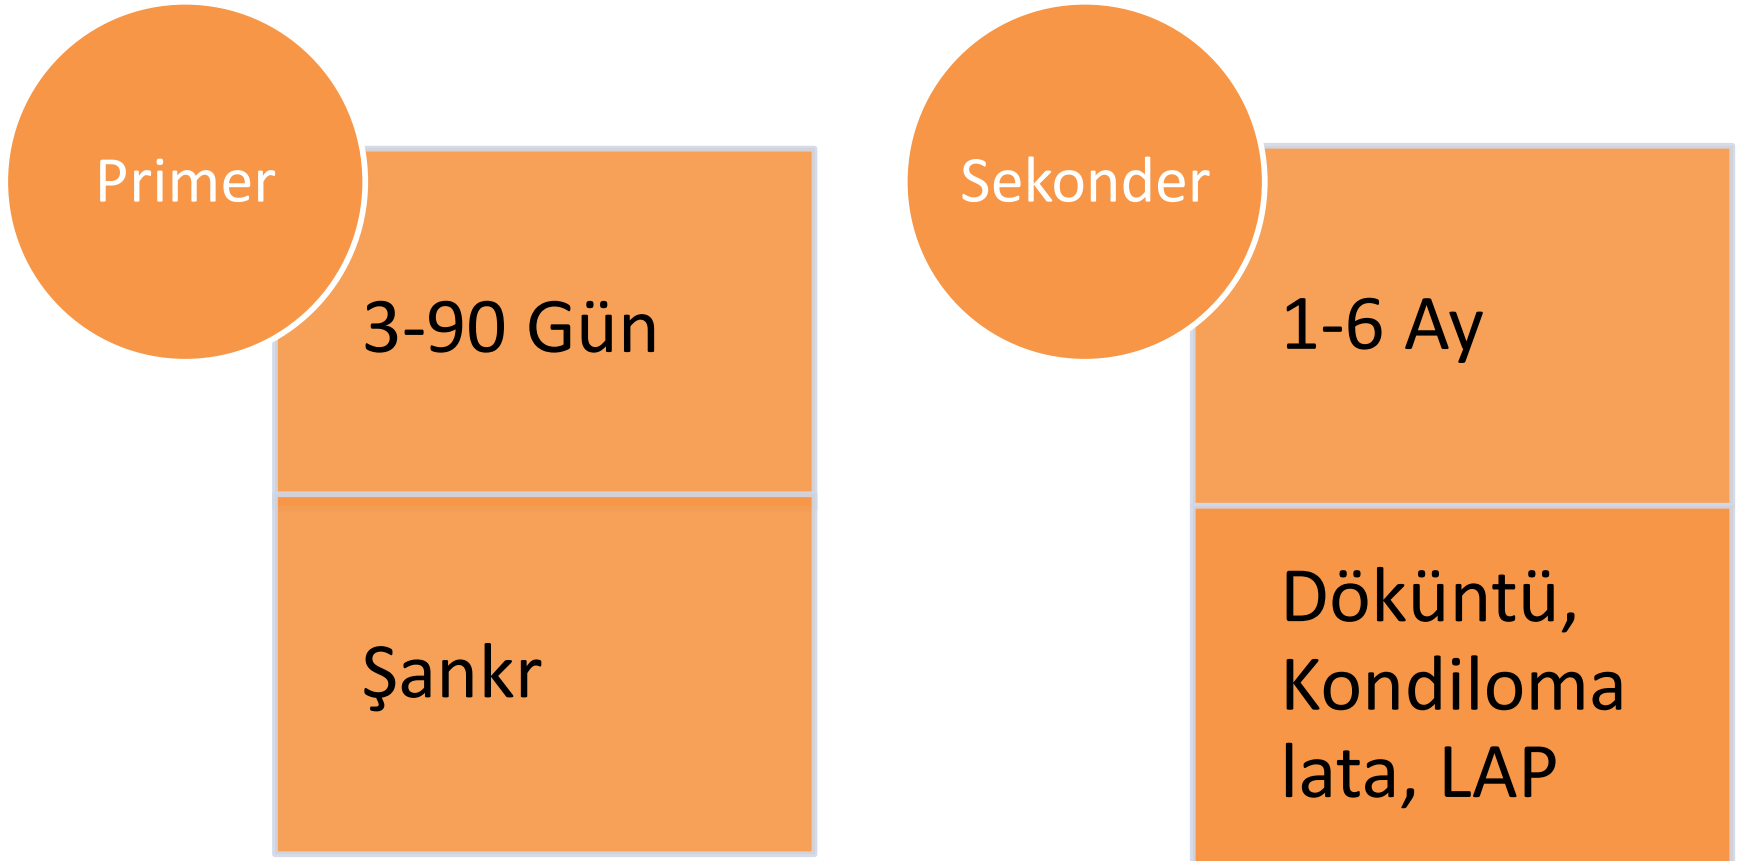 Primer
3-90 Gün
Şankr
Sekonder
1-6 Ay
Döküntü,
Kondiloma
lata, LAP